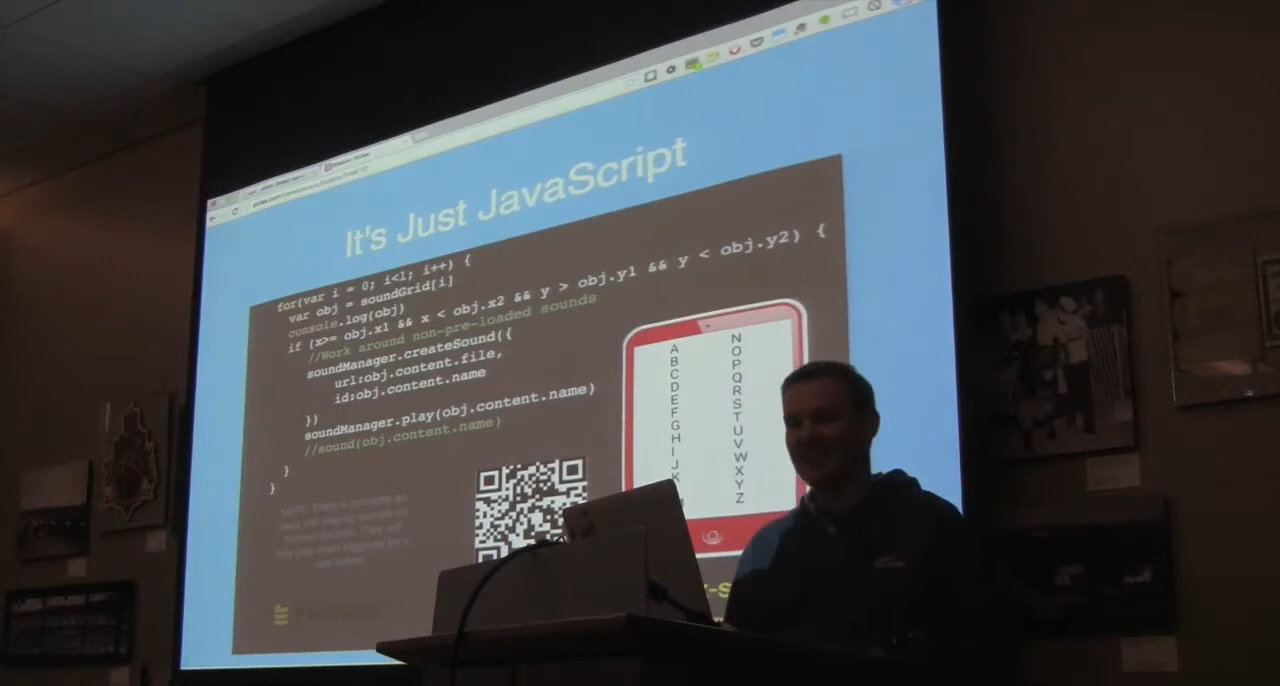 It's Just JavaScript
for(var i = 0; i<l; i++) {
var obj = soundGrid[i]
console.log(obj)
if (x>= obj.x1 && x < obj.x2 && y > obj.y1 && y < obj.y2) {
//Work around non-pre-loaded sounds
soundManager.createSound({
url:obj.content.file,
id:obj.content.name
})
soundManager.play(obj.content.name)
//sound(obj.content.name)
}
}
A
B
C
D
E
F
G
H
I
J
K
N
O
P
Q
R
S
T
U
V
W
X
Y
Z